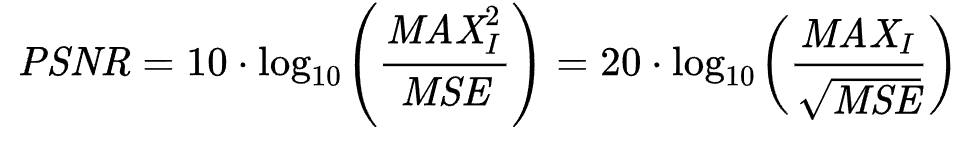 PSNR = 10 · log₁₀(MAX_I² / MSE) = 20 · log₁₀(MAX_I / √MSE)